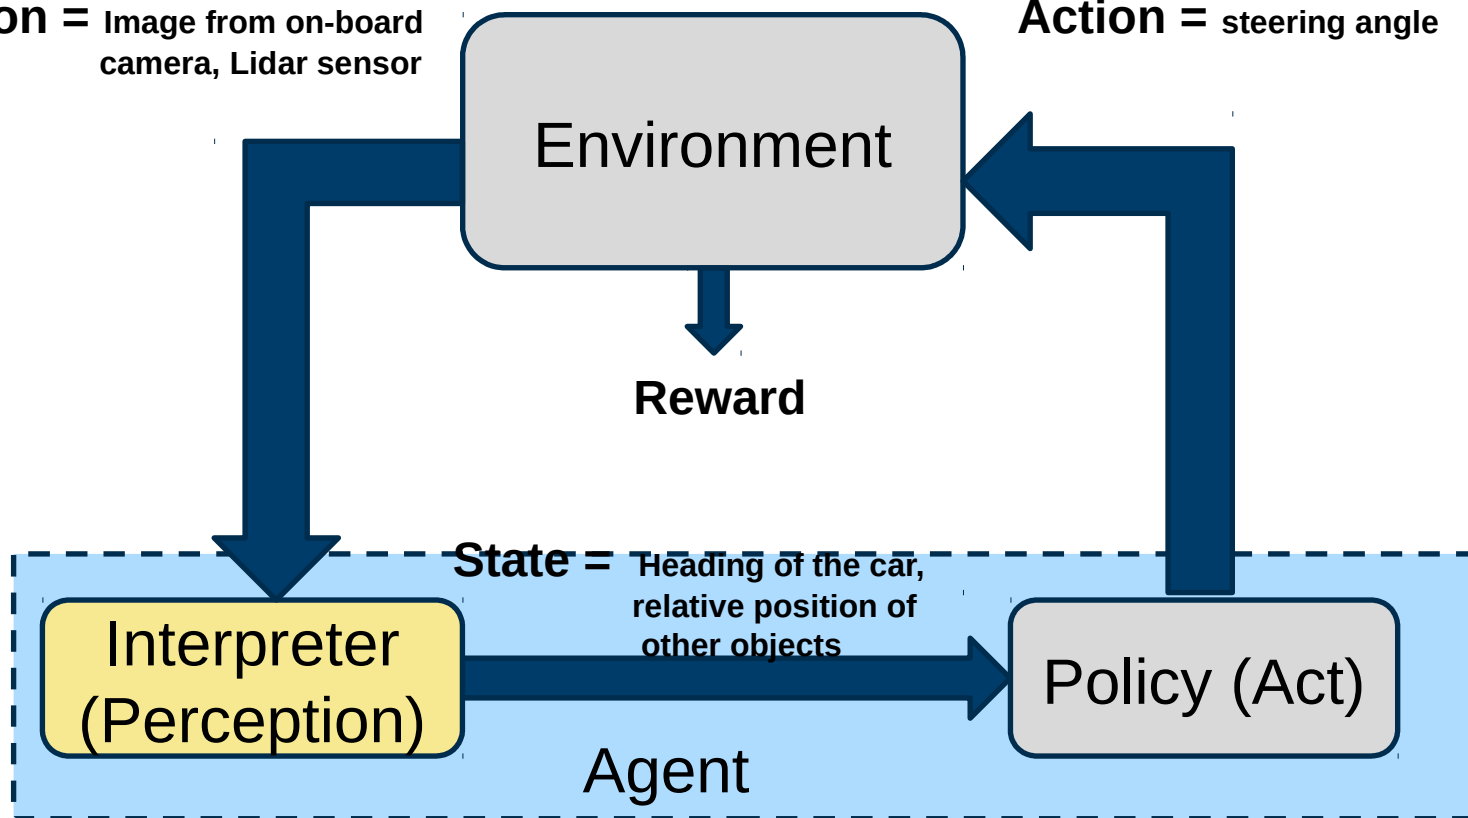 on = Image from on-board
camera, Lidar sensor
Action = steering angle
Environment
Reward
State = Heading of the car,
relative position of
other objects
Interpreter
(Perception)
Policy (Act)
Agent